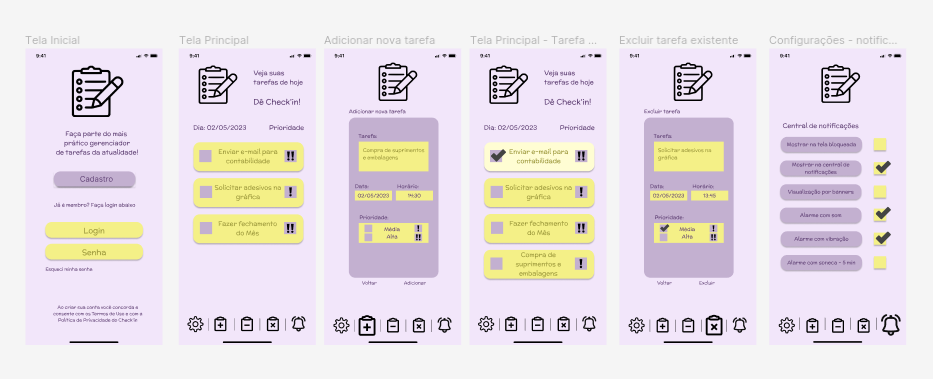 Tela Inicial
9:41
Faça parte do mais
prático gerenciador
de tarefas da atualidade!
Cadastro
Já é membro? Faça login abaixo
Login
Senha
Esqueci minha senha
Ao criar sua conta você concorda e
consente com os Termos de Uso e com a
Política de Privacidade do Check'in
Tela Principal
9:41
Veja suas
tarefas de hoje
Dê Check'in!
Dia: 02/05/2023
Prioridade
Enviar e-mail para
contabilidade
!!
Solicitar adesivos na
gráfica
!
Fazer fechamento
do Mês
!!
Adicionar nova tarefa
9:41
Adicionar nova tarefa
Tarefa:
Compra de suprimentos
e embalagens
Data:
Horário:
02/05/2023
14:30
Prioridade:
Média
!
Alta
!!
Voltar
Adicionar
Tela Principal - Tarefa ...
9:41
Veja suas
tarefas de hoje
Dê Check'in!
Dia: 02/05/2023
Prioridade
Enviar e-mail para
contabilidade
!!
Solicitar adesivos na
gráfica
!
Fazer fechamento
do Mês
!!
Compra de
suprimentos e
embalagens
!
Excluir tarefa existente
9:41
Excluir tarefa
Tarefa:
Solicitar adesivos na
gráfica
Data:
Horário:
02/05/2023
13:45
Prioridade:
Média
!
Alta
!!
Voltar
Excluir
Configurações - notific...
9:41
Central de notificações
Mostrar na tela bloqueada
Mostrar na central de
notificações
Visualização por banners
Alarme com som
Alarme com vibração
Alarme com soneca - 5 min